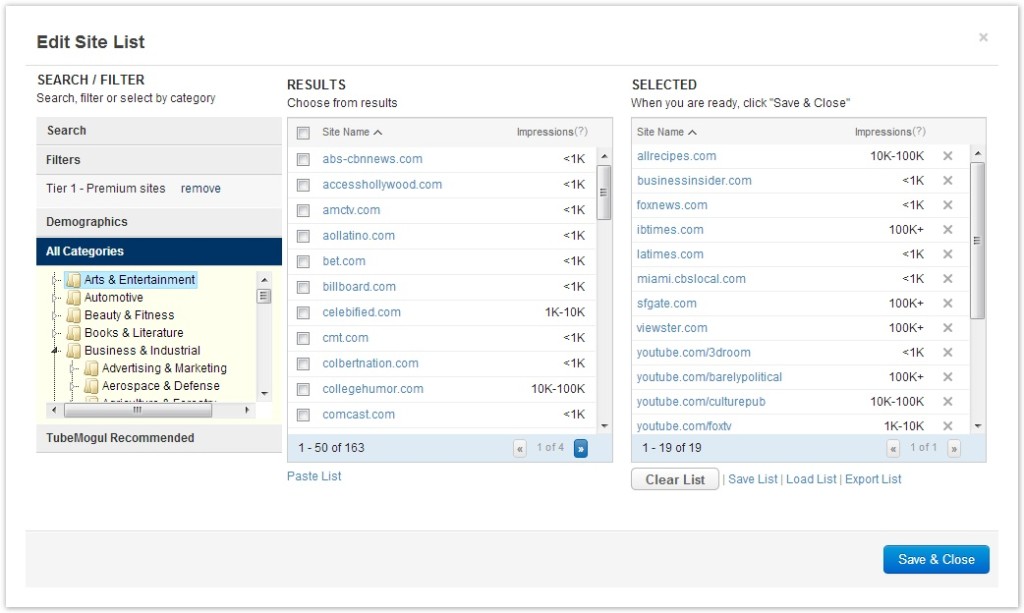 Edit Site List
×
SEARCH / FILTER
Search, filter or select by category
Search
Filters
Tier 1 - Premium sites remove
Demographics
All Categories
Arts & Entertainment
Automotive
Beauty & Fitness
Books & Literature
Business & Industrial
Advertising & Marketing
Aerospace & Defense
Agriculture & Forestry
TubeMogul Recommended
RESULTS
Choose from results
Site Name Impressions(?)
abs-cbnnews.com <1K
accesshollywood.com <1K
amctv.com <1K
aollatino.com <1K
bet.com <1K
billboard.com <1K
celebified.com 1K-10K
cmt.com <1K
colbertnation.com <1K
collegehumor.com 10K-100K
comcast.com <1K
1 - 50 of 163 « 1 of 4 »
Paste List
SELECTED
When you are ready, click "Save & Close"
Site Name Impressions(?)
allrecipes.com 10K-100K ×
businessinsider.com <1K ×
foxnews.com <1K ×
ibtimes.com 100K+ ×
latimes.com <1K ×
miami.cbslocal.com <1K ×
sfgate.com 100K+ ×
viewster.com 100K+ ×
youtube.com/3droom <1K ×
youtube.com/barelypolitical 100K+ ×
youtube.com/culturepub 10K-100K ×
youtube.com/foxtv 1K-10K ×
1 - 19 of 19 « 1 of 1 »
Clear List | Save List | Load List | Export List
Save & Close